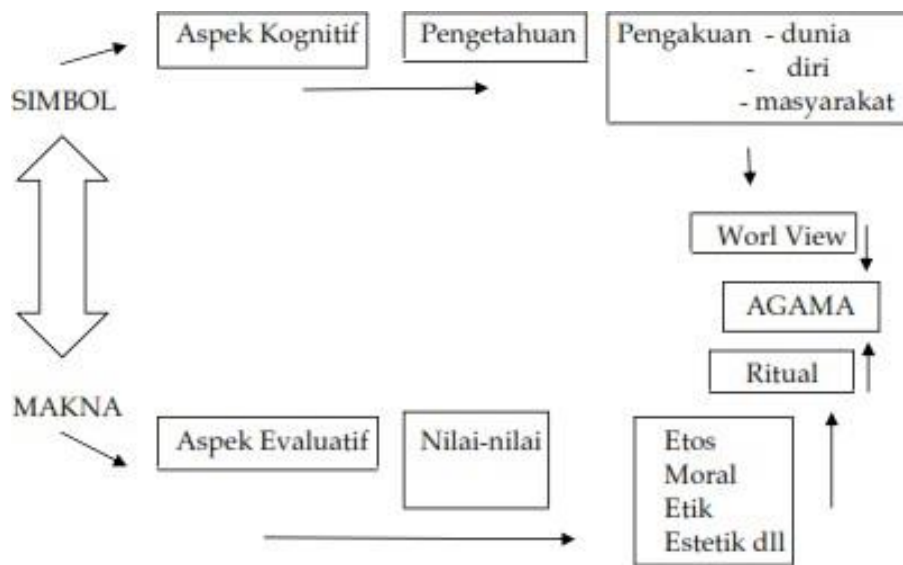 Aspek Kognitif
Pengetahuan
Pengakuan - dunia
- diri
- masyarakat
SIMBOL
Worl View
AGAMA
Ritual
MAKNA
Aspek Evaluatif
Nilai-nilai
Etos
Moral
Etik
Estetik dll